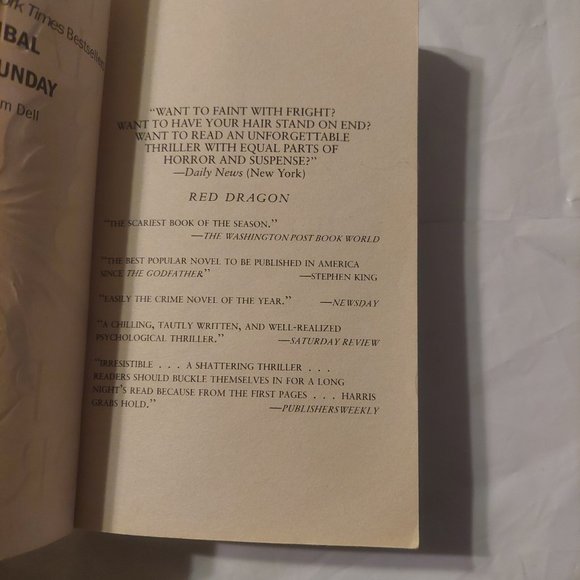 York Times Bestseller
IBAL
UNDAY
m Dell
"WANT TO FAINT WITH FRIGHT?
WANT TO HAVE YOUR HAIR STAND ON END?
WANT TO READ AN UNFORGETTABLE
THRILLER WITH EQUAL PARTS OF
HORROR AND SUSPENSE?"
—Daily News (New York)
RED DRAGON
"THE SCARIEST BOOK OF THE SEASON."
—THE WASHINGTON POST BOOK WORLD
"THE BEST POPULAR NOVEL TO BE PUBLISHED IN AMERICA
SINCE THE GODFATHER." —STEPHEN KING
"EASILY THE CRIME NOVEL OF THE YEAR." —NEWSDAY
"A CHILLING, TAUTLY WRITTEN, AND WELL-REALIZED
PSYCHOLOGICAL THRILLER." —SATURDAY REVIEW
"IRRESISTIBLE . . . A SHATTERING THRILLER . . .
READERS SHOULD BUCKLE THEMSELVES IN FOR A LONG
NIGHT'S READ BECAUSE FROM THE FIRST PAGES . . . HARRIS
GRABS HOLD." —PUBLISHERS WEEKLY